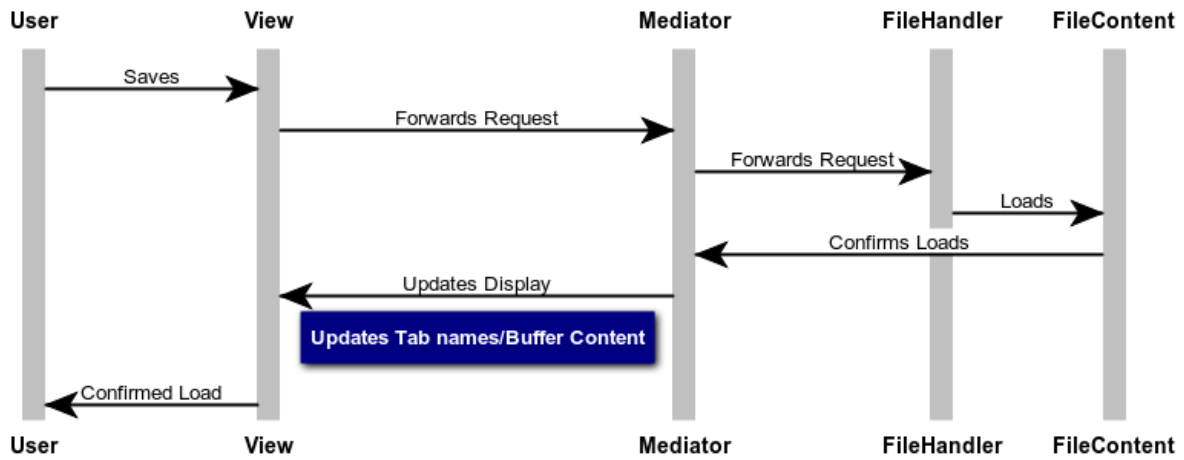 User View Mediator FileHandler FileContent
Saves
Forwards Request
Forwards Request
Loads
Confirms Loads
Updates Display
Updates Tab names/Buffer Content
Confirmed Load
User View Mediator FileHandler FileContent